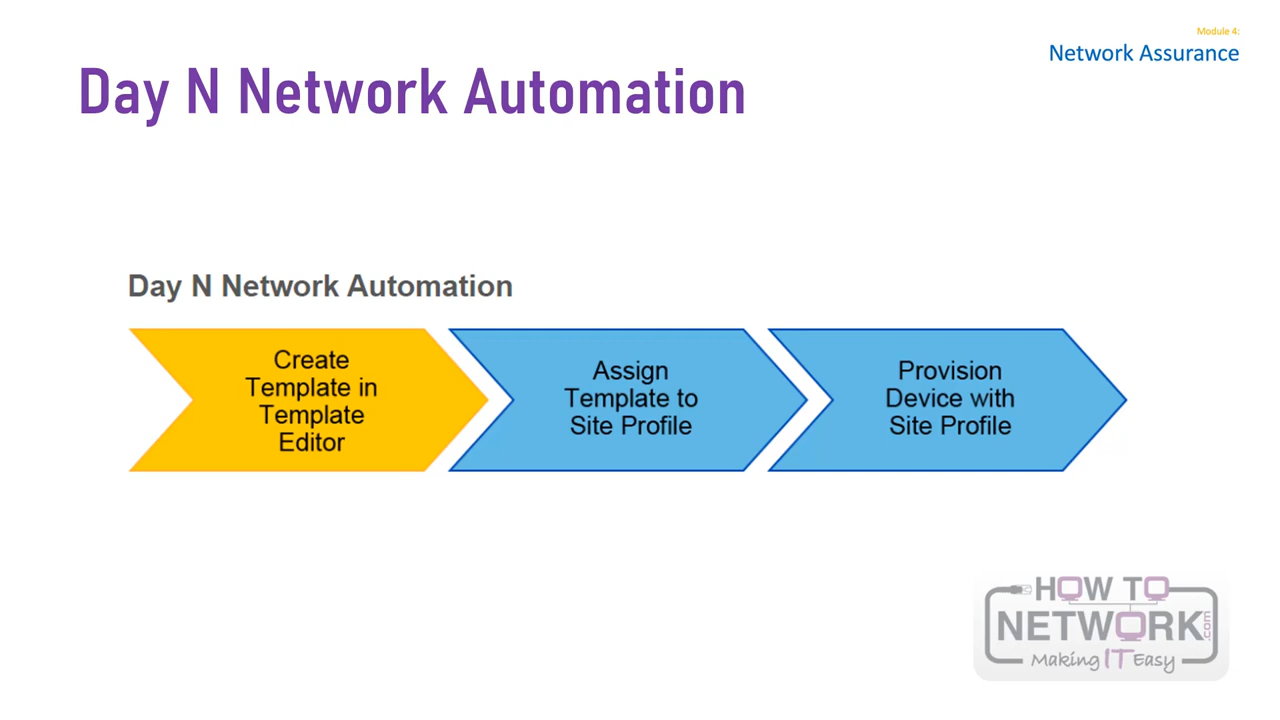 Module 4:
Network Assurance
Day N Network Automation
Day N Network Automation
Create
Template in
Template
Editor
Assign
Template to
Site Profile
Provision
Device with
Site Profile
HOW TO
NETWORK.com
Making IT Easy